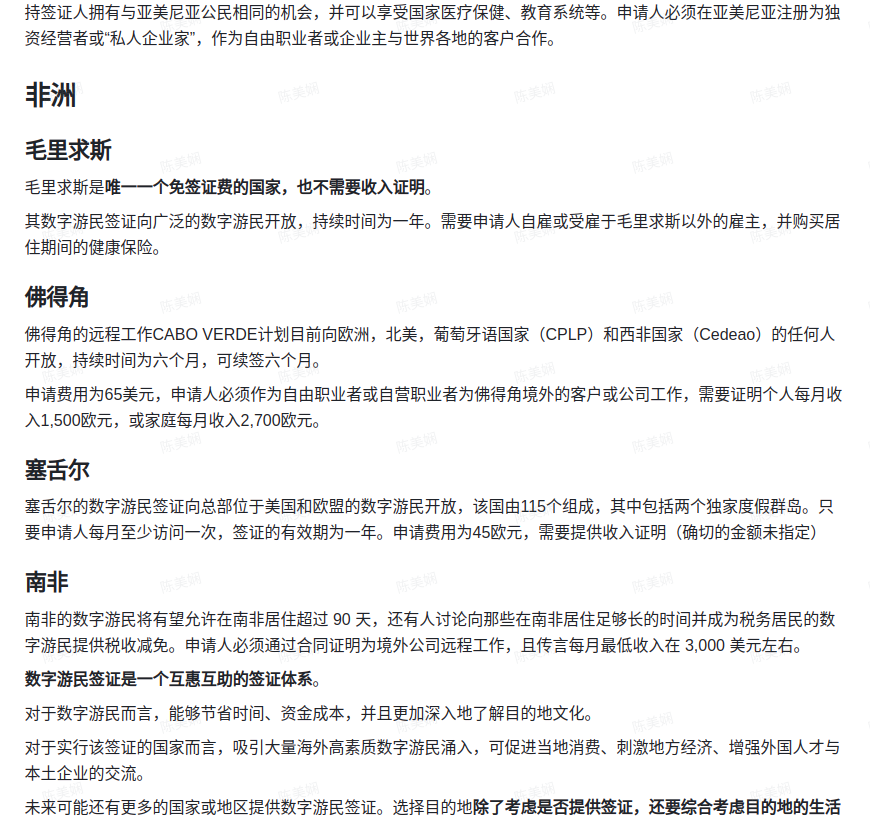 持签证人拥有与亚美尼亚公民相同的机会，并可以享受国家医疗保健、教育系统等。申请人必须在亚美尼亚注册为独
资经营者或“私人企业家”，作为自由职业者或企业主与世界各地的客户合作。
非洲
毛里求斯
毛里求斯是唯一一个免签证费的国家，也不需要收入证明。
其数字游民签证向广泛的数字游民开放，持续时间为一年。需要申请人自雇或受雇于毛里求斯以外的雇主，并购买居
住期间的健康保险。
佛得角
佛得角的远程工作CABO VERDE计划目前向欧洲，北美，葡萄牙语国家（CPLP）和西非国家（Cedeao）的任何人
开放，持续时间为六个月，可续签六个月。
申请费用为65美元，申请人必须作为自由职业者或自营职业者为佛得角境外的客户或公司工作，需要证明个人每月收
入1,500欧元，或家庭每月收入2,700欧元。
塞舌尔
塞舌尔的数字游民签证向总部位于美国和欧盟的数字游民开放，该国由115个组成，其中包括两个独家度假群岛。只
要申请人每月至少访问一次，签证的有效期为一年。申请费用为45欧元，需要提供收入证明（确切的金额未指定）
南非
南非的数字游民将有望允许在南非居住超过 90 天，还有人讨论向那些在南非居住足够长的时间并成为税务居民的数
字游民提供税收减免。申请人必须通过合同证明为境外公司远程工作，且传言每月最低收入在 3,000 美元左右。
数字游民签证是一个互惠互助的签证体系。
对于数字游民而言，能够节省时间、资金成本，并且更加深入地了解目的地文化。
对于实行该签证的国家而言，吸引大量海外高素质数字游民涌入，可促进当地消费、刺激地方经济、增强外国人才与
本土企业的交流。
未来可能还有更多的国家或地区提供数字游民签证。选择目的地除了考虑是否提供签证，还要综合考虑目的地的生活
陈美娴